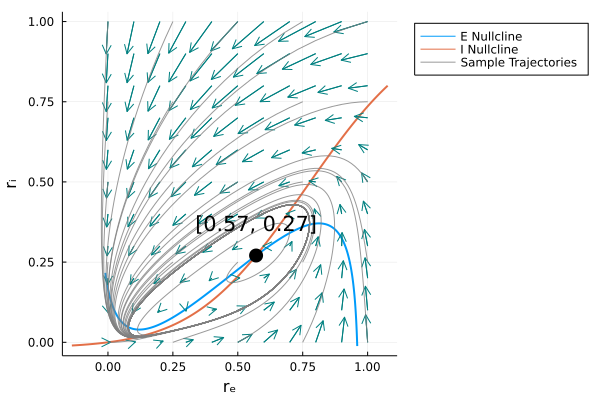 1.00
0.75
0.50
0.25
0.00
rᵢ
[0.57, 0.27]
0.00 0.25 0.50 0.75 1.00
rₑ
E Nullcline
I Nullcline
Sample Trajectories